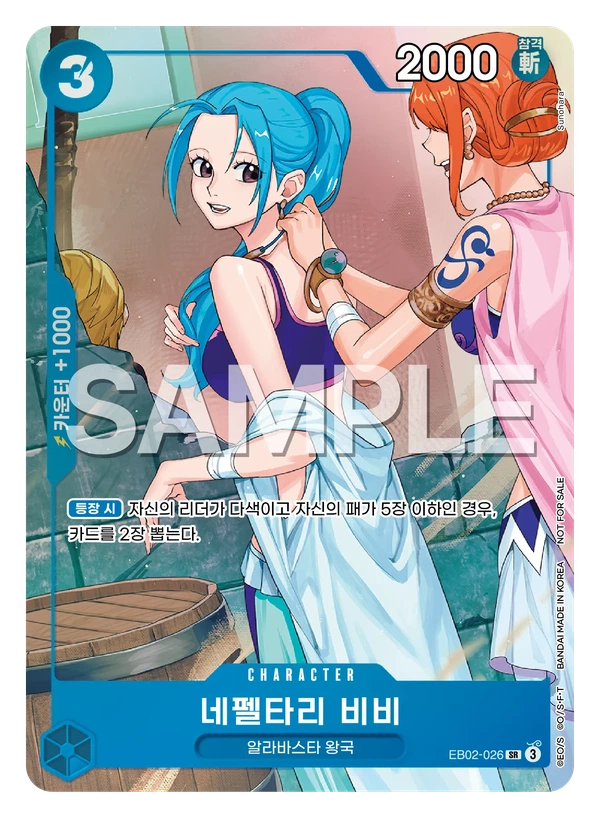 3
2000
참격
斬
Sunohara
카운터 +1000
SAMPLE
등장 시 자신의 리더가 다색이고 자신의 패가 5장 이하인 경우,
카드를 2장 뽑는다.
CHARACTER
네펠타리 비비
알라바스타 왕국
EB02-026 SR 3
©EO/S ©O/S·F·T BANDAI MADE IN KOREA NOT FOR SALE